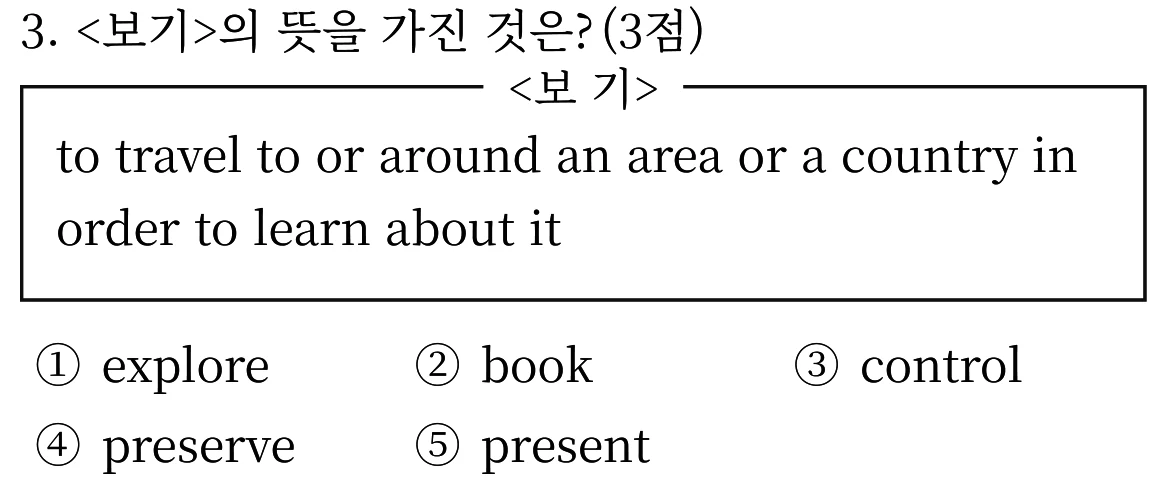 3. <보기>의 뜻을 가진 것은?(3점)
<보 기>
to travel to or around an area or a country in
order to learn about it
① explore ② book ③ control
④ preserve ⑤ present